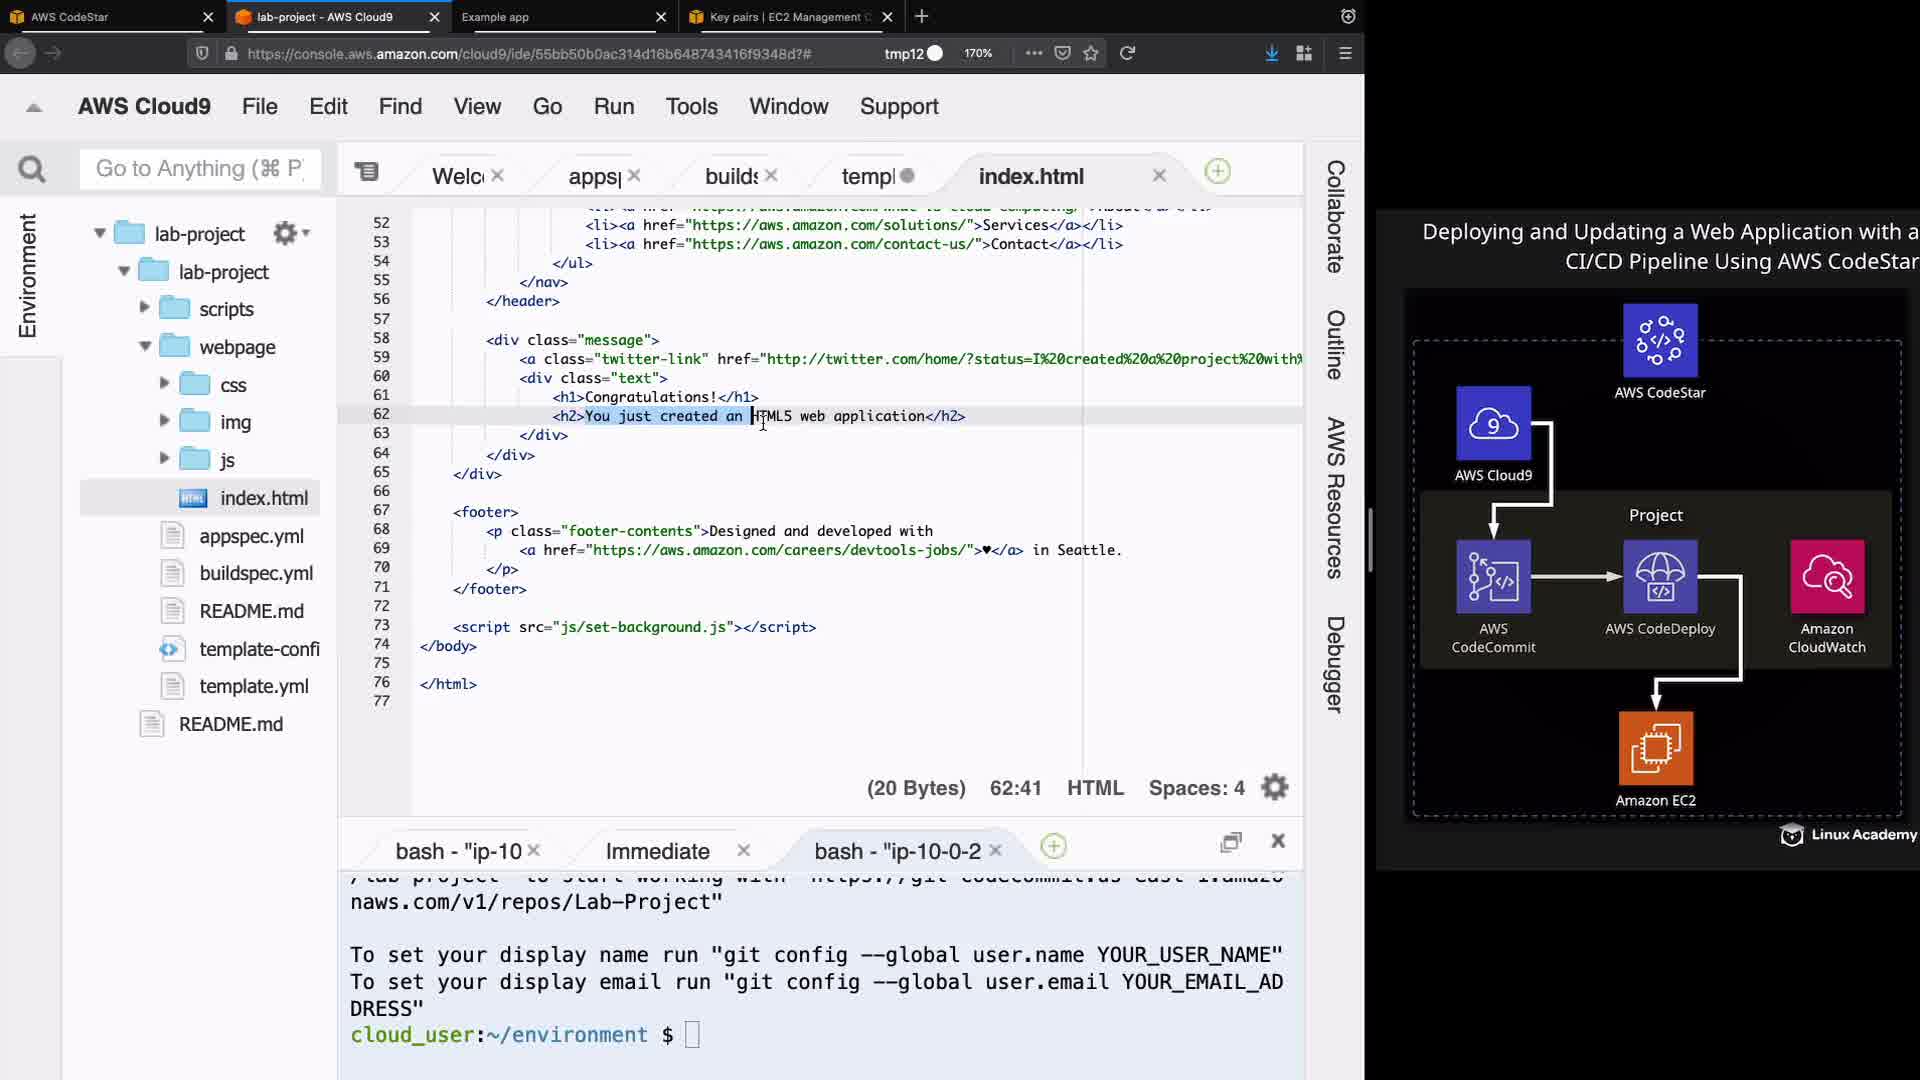 AWS CodeStar
lab-project - AWS Cloud9
Example app
Key pairs | EC2 Management C
https://console.aws.amazon.com/cloud9/ide/55bb50b0ac314d16b648743416f9348d?#
tmp12
170%
AWS Cloud9 File Edit Find View Go Run Tools Window Support
Go to Anything (⌘ P)
Welc
appsp
builds
templ
index.html
Environment
lab-project
lab-project
scripts
webpage
css
img
js
index.html
appspec.yml
buildspec.yml
README.md
template-confi
template.yml
README.md
52 <li><a href="https://aws.amazon.com/solutions/">Services</a></li>
53 <li><a href="https://aws.amazon.com/contact-us/">Contact</a></li>
54 </ul>
55 </nav>
56 </header>
57
58 <div class="message">
59 <a class="twitter-link" href="http://twitter.com/home/?status=I%20created%20a%20project%20with%
60 <div class="text">
61 <h1>Congratulations!</h1>
62 <h2>You just created an HTML5 web application</h2>
63 </div>
64 </div>
65 </div>
66
67 <footer>
68 <p class="footer-contents">Designed and developed with
69 <a href="https://aws.amazon.com/careers/devtools-jobs/">♥</a> in Seattle.
70 </p>
71 </footer>
72
73 <script src="js/set-background.js"></script>
74 </body>
75
76 </html>
77
(20 Bytes) 62:41 HTML Spaces: 4
Collaborate
Outline
AWS Resources
Debugger
bash - "ip-10
Immediate
bash - "ip-10-0-2
naws.com/v1/repos/Lab-Project"
To set your display name run "git config --global user.name YOUR_USER_NAME"
To set your display email run "git config --global user.email YOUR_EMAIL_AD
DRESS"
cloud_user:~/environment $
Deploying and Updating a Web Application with a
CI/CD Pipeline Using AWS CodeStar
AWS CodeStar
9
AWS Cloud9
Project
AWS
CodeCommit
AWS CodeDeploy
Amazon
CloudWatch
Amazon EC2
Linux Academy